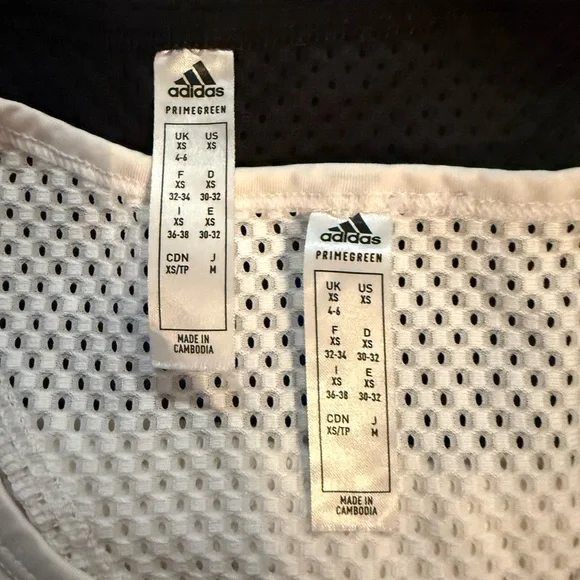 adidas
PRIMEGREEN
UK US
XS XS
4-6
F D
XS XS
32-34 30-32
I E
XS XS
36-38 30-32
CDN J
XS/TP M
MADE IN
CAMBODIA
adidas
PRIMEGREEN
UK US
XS XS
4-6
F D
XS XS
32-34 30-32
I E
XS XS
36-38 30-32
CDN J
XS/TP M
MADE IN
CAMBODIA